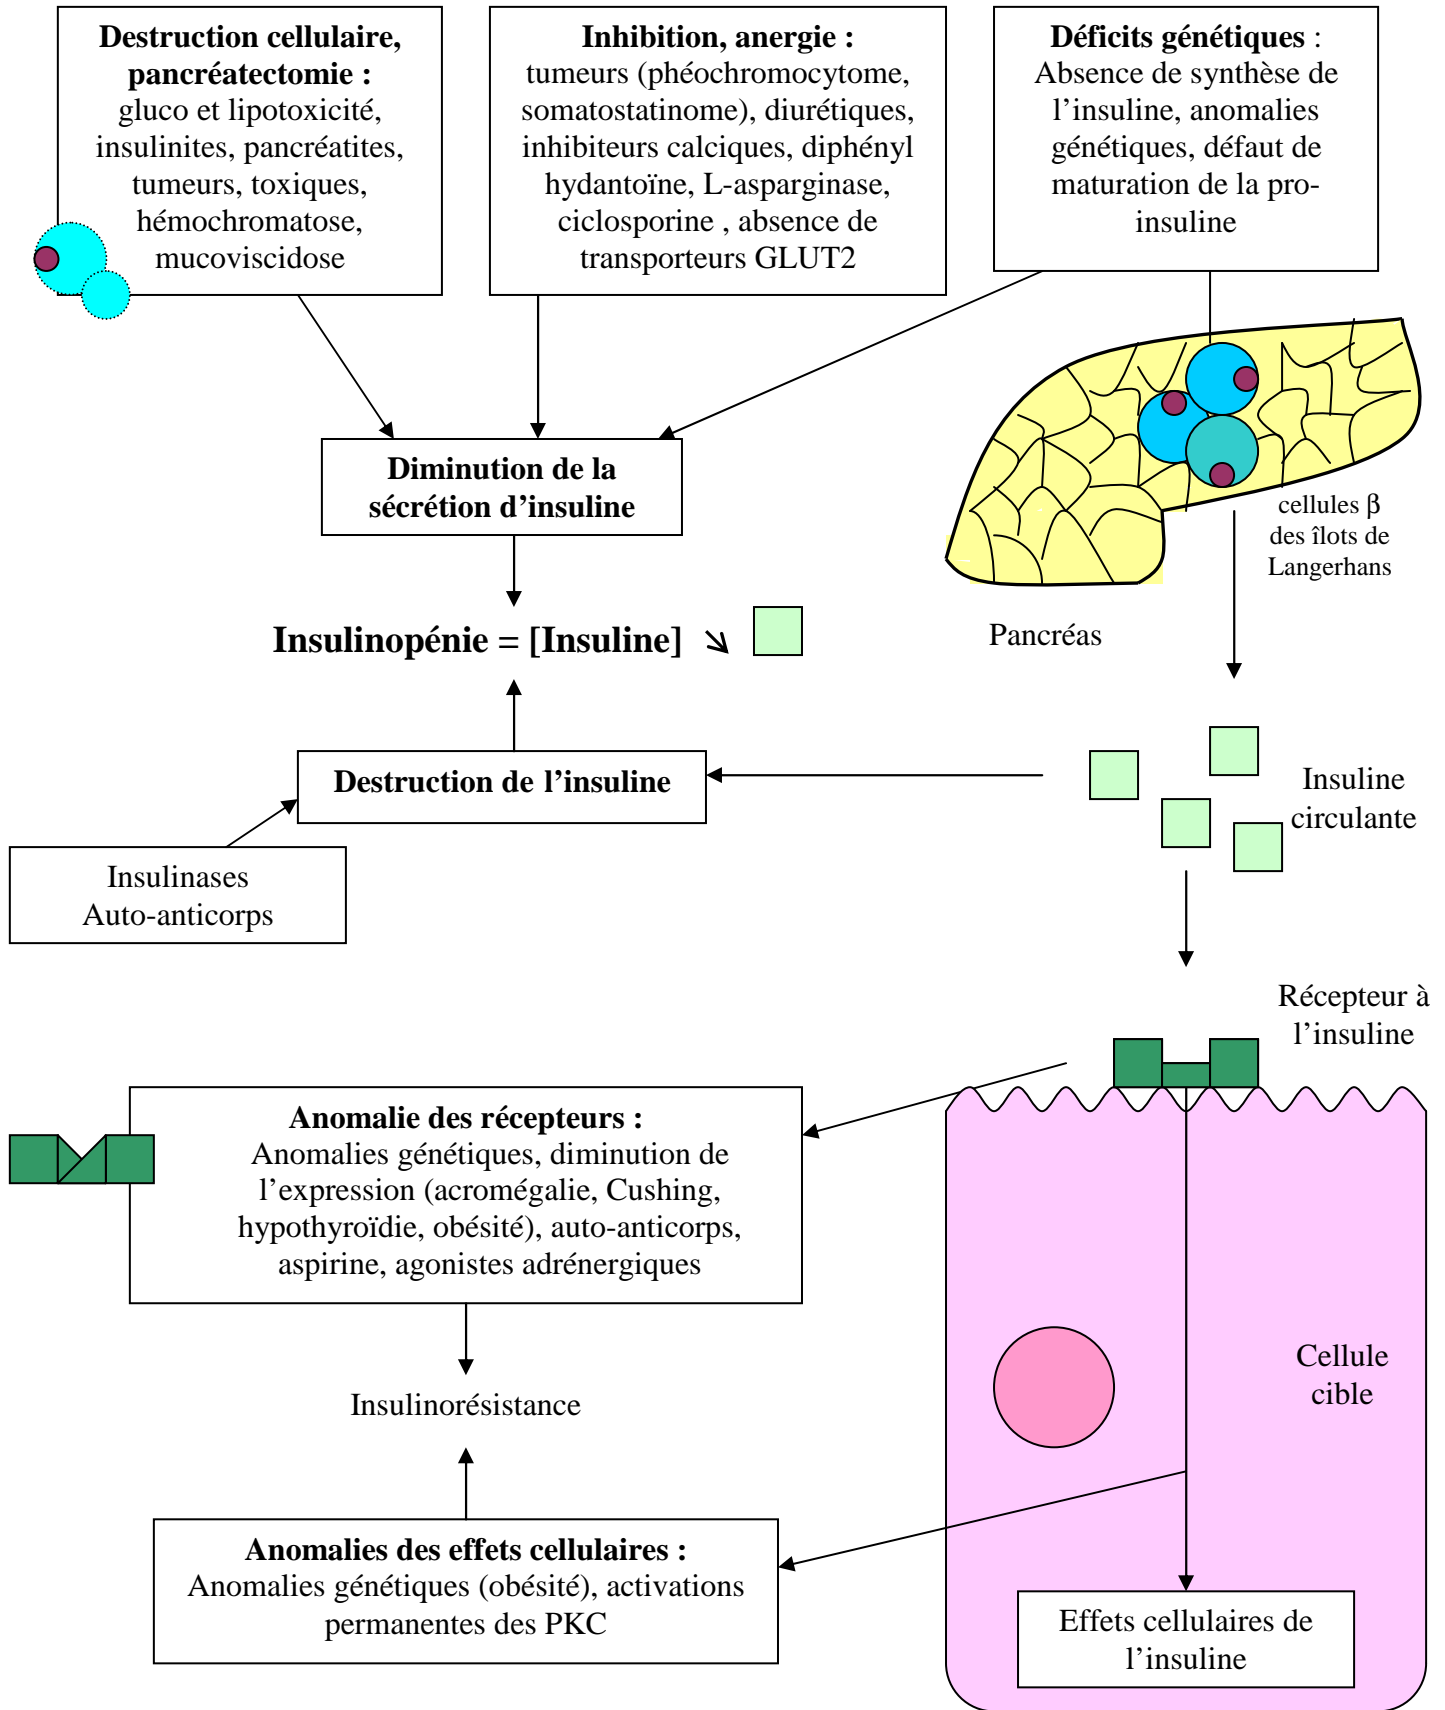 Destruction cellulaire,
pancréatectomie :
gluco et lipotoxicité,
insulinites, pancréatites,
tumeurs, toxiques,
hémochromatose,
mucoviscidose
Inhibition, anergie :
tumeurs (phéochromocytome,
somatostatinome), diurétiques,
inhibiteurs calciques, diphényl
hydantoïne, L-asparginase,
ciclosporine , absence de
transporteurs GLUT2
Déficits génétiques :
Absence de synthèse de
l’insuline, anomalies
génétiques, défaut de
maturation de la pro-
insuline
Diminution de la
sécrétion d’insuline
cellules β
des îlots de
Langerhans
Insulinopénie = [Insuline] ↘
Pancréas
Destruction de l’insuline
Insuline
circulante
Insulinases
Auto-anticorps
Récepteur à
l’insuline
Anomalie des récepteurs :
Anomalies génétiques, diminution de
l’expression (acromégalie, Cushing,
hypothyroïdie, obésité), auto-anticorps,
aspirine, agonistes adrénergiques
Cellule
cible
Insulinorésistance
Anomalies des effets cellulaires :
Anomalies génétiques (obésité), activations
permanentes des PKC
Effets cellulaires de
l’insuline